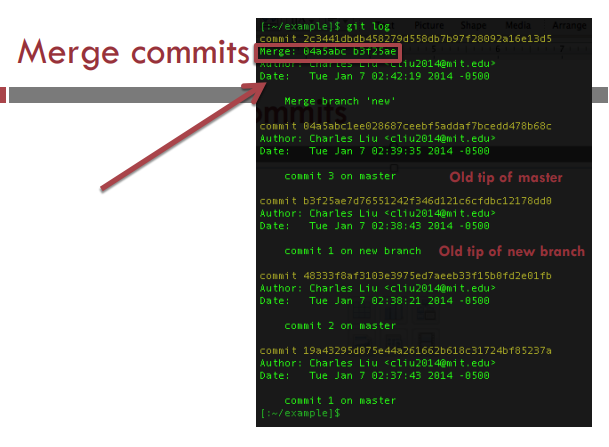 Merge commits
[:~/example]$ git log
Picture Shape Media Arrange
commit 2c3441dbdb458279d558db7b97f28092a16e13d5
Merge: 04a5abc b3f25ae
Author: Charles Liu <cliu2014@mit.edu>
Date: Tue Jan 7 02:42:19 2014 -0500
Merge branch 'new'
commit 04a5abc1ee028687ceebf5addaf7bcedd478b68c
Author: Charles Liu <cliu2014@mit.edu>
Date: Tue Jan 7 02:39:35 2014 -0500
commit 3 on master
Old tip of master
commit b3f25ae7d76551242f346d121c6cfdbc12178dd0
Author: Charles Liu <cliu2014@mit.edu>
Date: Tue Jan 7 02:38:43 2014 -0500
commit 1 on new branch
Old tip of new branch
commit 48333f8af3103e3975ed7aeeb33f15b0fd2e01fb
Author: Charles Liu <cliu2014@mit.edu>
Date: Tue Jan 7 02:38:21 2014 -0500
commit 2 on master
commit 19a43295d075e44a261662b618c31724bf85237a
Author: Charles Liu <cliu2014@mit.edu>
Date: Tue Jan 7 02:37:43 2014 -0500
commit 1 on master
[:~/example]$